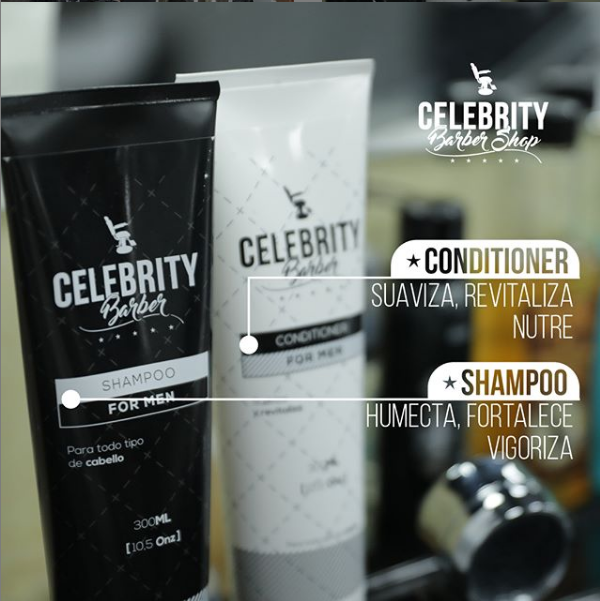 CELEBRITY
Barber Shop
★CONDITIONER
SUAVIZA, REVITALIZA
NUTRE
★SHAMPOO
HUMECTA, FORTALECE
VIGORIZA
CELEBRITY
Barber
SHAMPOO
FOR MEN
Para todo tipo
de cabello
300ML
[10,5 Onz]
CELEBRITY
Barber
CONDITIONER
FOR MEN